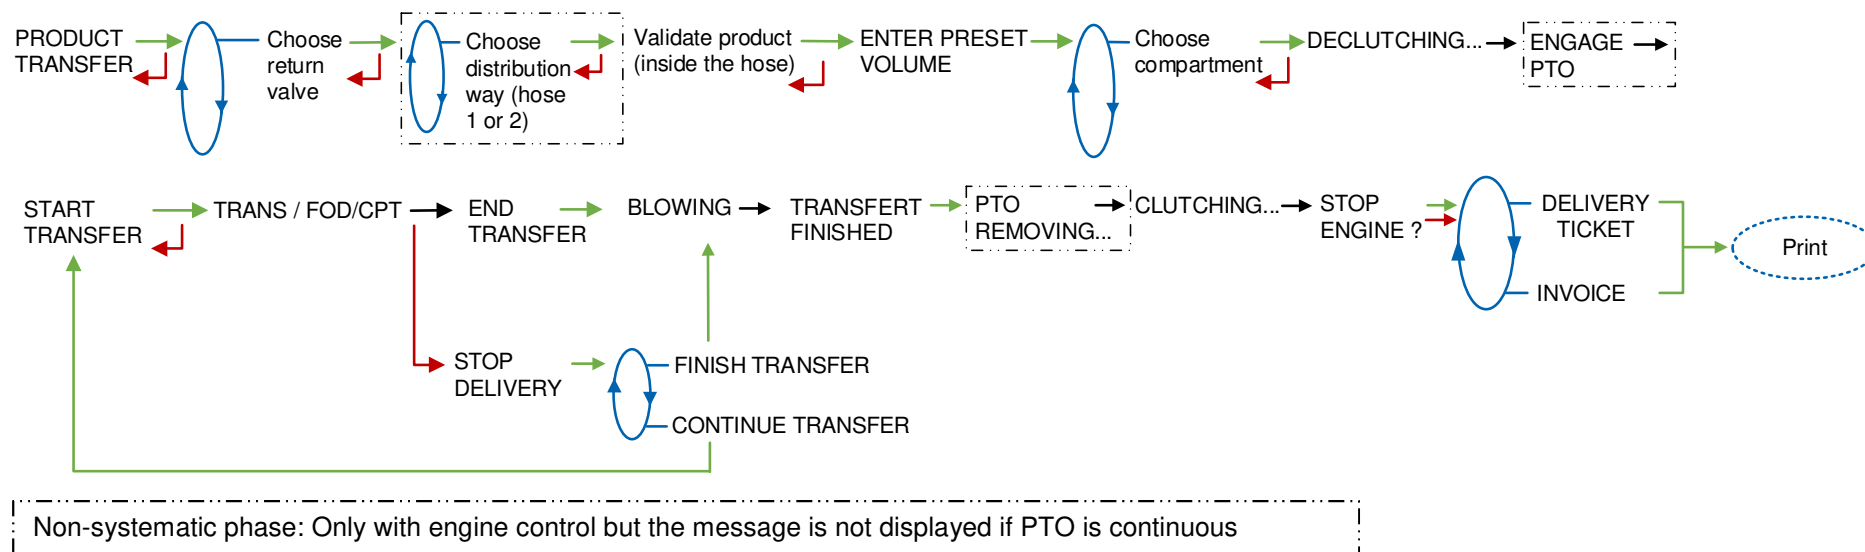 PRODUCT
TRANSFER
Choose
return
valve
Choose
distribution
way (hose
1 or 2)
Validate product
(inside the hose)
ENTER PRESET
VOLUME
Choose
compartment
DECLUTCHING...
ENGAGE
PTO
START
TRANSFER
TRANS / FOD/CPT
END
TRANSFER
BLOWING
TRANSFERT
FINISHED
PTO
REMOVING...
CLUTCHING...
STOP
ENGINE ?
DELIVERY
TICKET
INVOICE
Print
STOP
DELIVERY
FINISH TRANSFER
CONTINUE TRANSFER
Non-systematic phase: Only with engine control but the message is not displayed if PTO is continuous